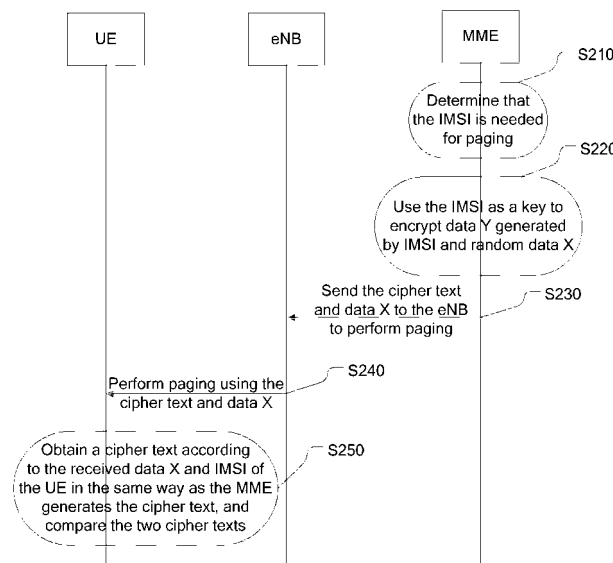 UE
eNB
MME
S210
Determine that
the IMSI is needed
for paging
S220
Use the IMSI as a key to
encrypt data Y generated
by IMSI and random data X
Send the cipher text
and data X to the eNB
to perform paging
S230
S240
Perform paging using the
cipher text and data X
S250
Obtain a cipher text according
to the received data X and IMSI of
the UE in the same way as the MME
generates the cipher text, and
compare the two cipher texts